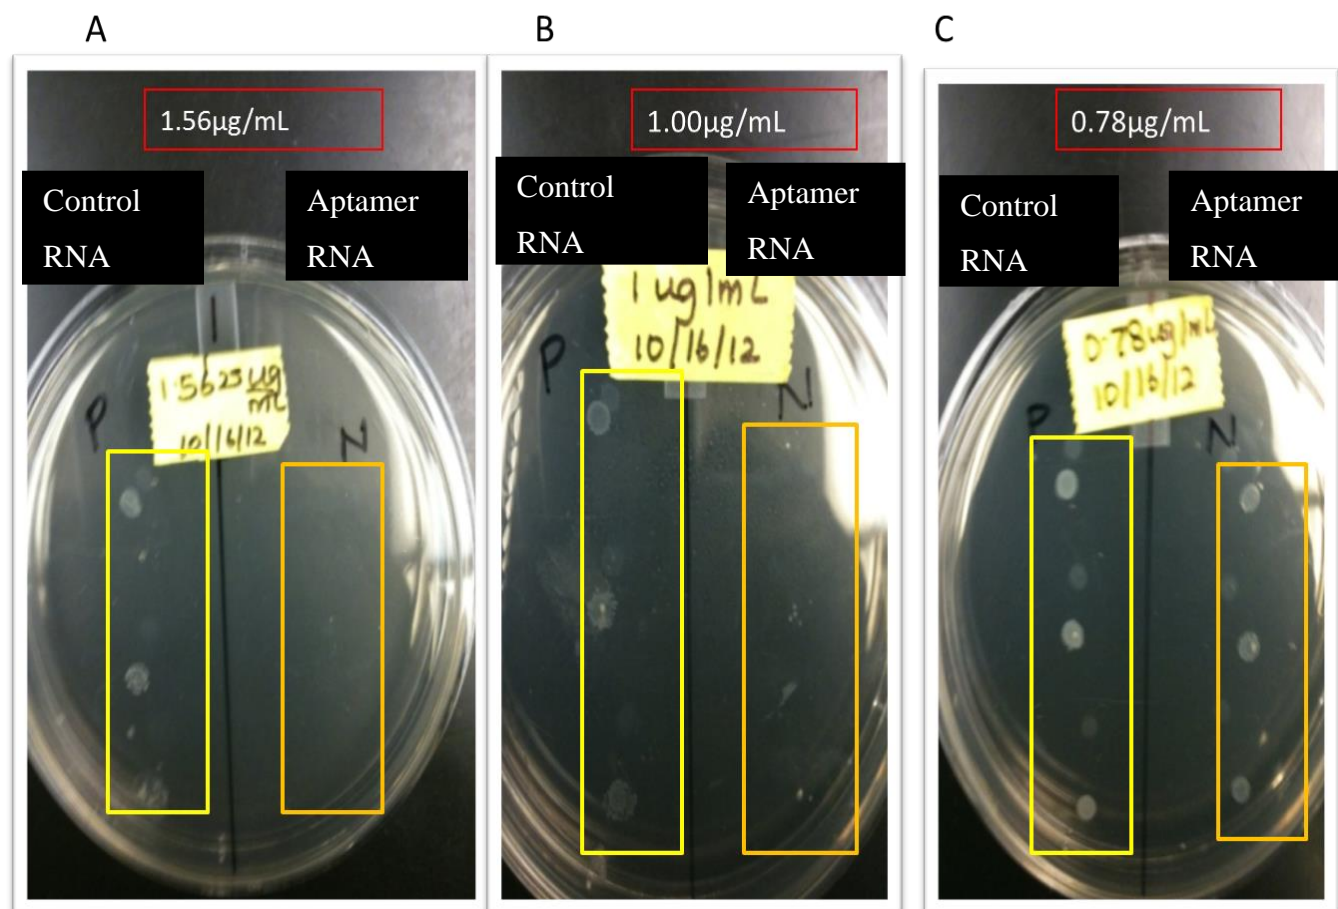 A
B
C
1.56µg/mL
1.00µg/mL
0.78µg/mL
Control
RNA
Aptamer
RNA
Control
RNA
Aptamer
RNA
Control
RNA
Aptamer
RNA
1
1.5625 µg
mL
10/16/12
P
N
1 ug/mL
10/16/12
P
N
0.78ug/mL
10/16/12
P
N